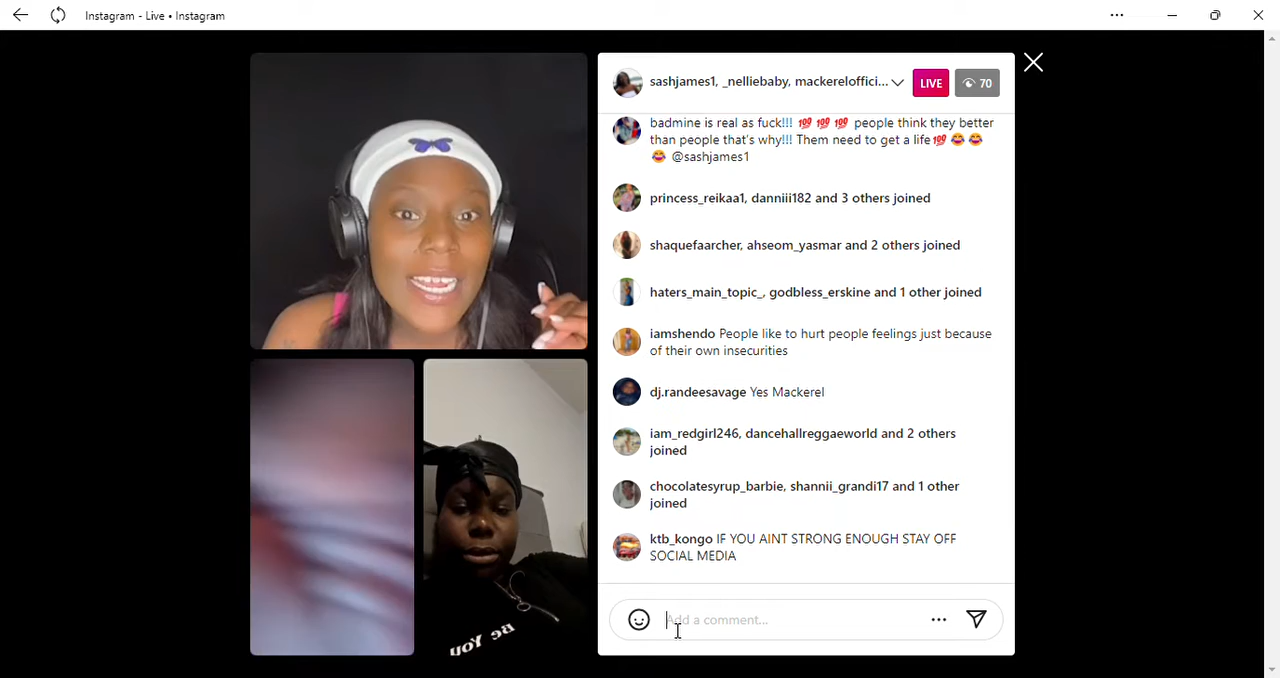 Instagram - Live • Instagram
sashjames1, _nelliebaby, mackereloffici...
LIVE
70
badmine is real as fuck!!! 💯 💯 💯 people think they better
than people that's why!!! Them need to get a life💯 😂 😂
😂 @sashjames1
princess_reikaa1, danniii182 and 3 others joined
shaquefaarcher, ahseom_yasmar and 2 others joined
haters_main_topic_, godbless_erskine and 1 other joined
iamshendo People like to hurt people feelings just because
of their own insecurities
dj.randeesavage Yes Mackerel
iam_redgirl246, dancehallreggaeworld and 2 others
joined
chocolatesyrup_barbie, shannii_grandi17 and 1 other
joined
ktb_kongo IF YOU AINT STRONG ENOUGH STAY OFF
SOCIAL MEDIA
Add a comment...
Be You